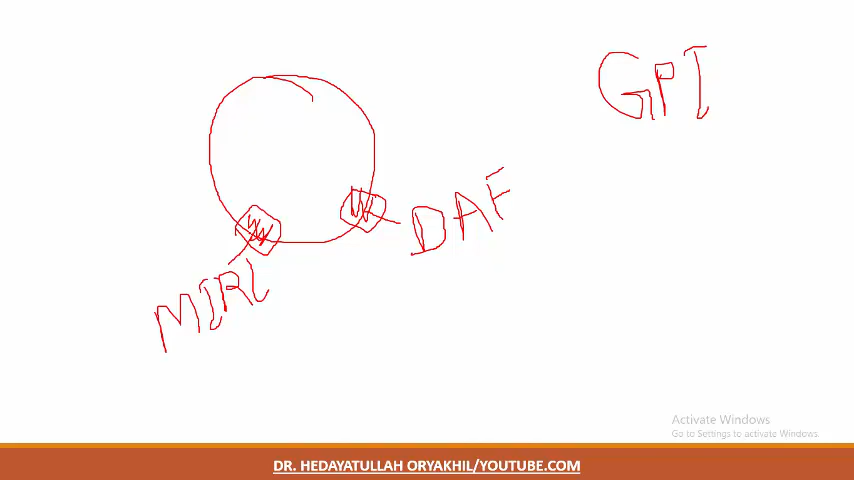 GPI
DAF
MIRL
Activate Windows
Go to Settings to activate Windows.
DR. HEDAYATULLAH ORYAKHIL/YOUTUBE.COM